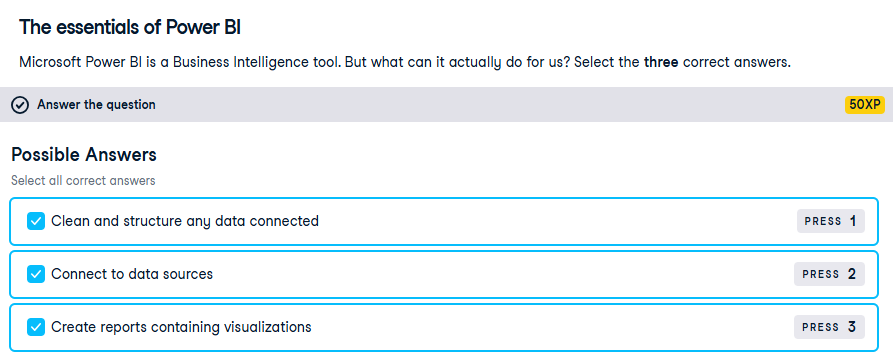 The essentials of Power BI
Microsoft Power BI is a Business Intelligence tool. But what can it actually do for us? Select the three correct answers.
Answer the question 50XP
Possible Answers
Select all correct answers
Clean and structure any data connected PRESS 1
Connect to data sources PRESS 2
Create reports containing visualizations PRESS 3